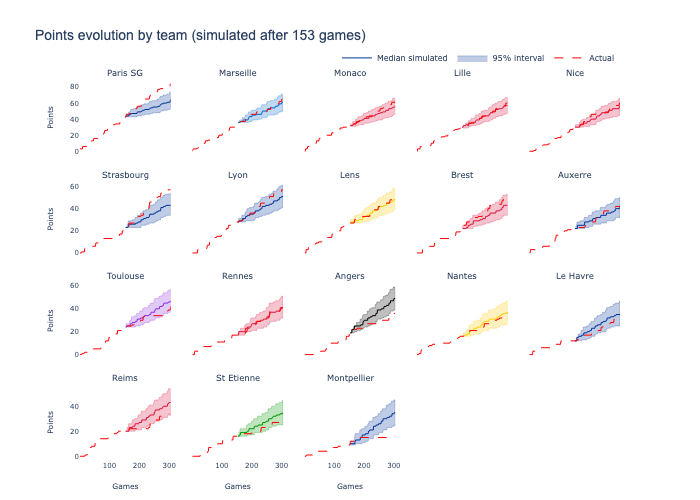 Points evolution by team (simulated after 153 games)
Median simulated 95% interval Actual
Paris SG Marseille Monaco Lille Nice
80
60
40
20
0
Points
Strasbourg Lyon Lens Brest Auxerre
60
40
20
0
Points
Toulouse Rennes Angers Nantes Le Havre
60
40
20
0
Points
Reims St Etienne Montpellier
40
20
0
Points
100 200 300 100 200 300 100 200 300
Games Games Games